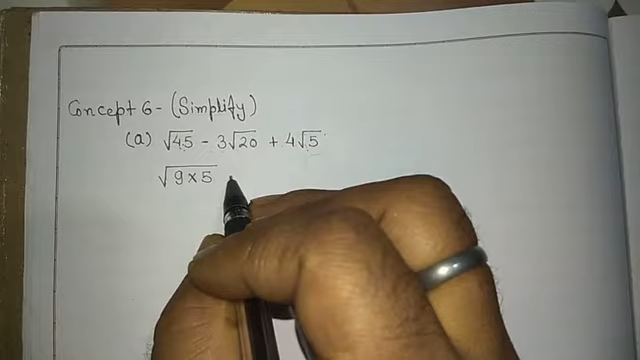 Concept 6 - (Simplify)
(a) √45 - 3√20 + 4√5
√9×5